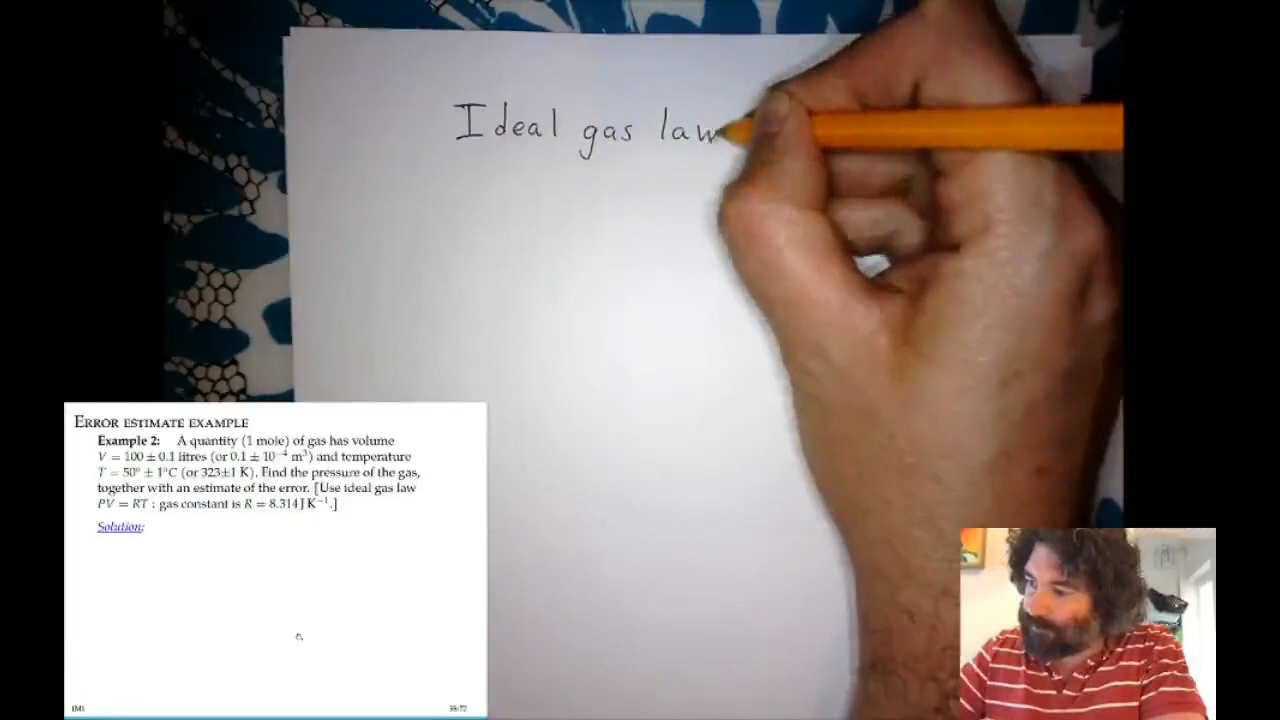 Ideal gas law
ERROR ESTIMATE EXAMPLE
Example 2: A quantity (1 mole) of gas has volume
V = 100 ± 0.1 litres (or 0.1 ± 10⁻⁴ m³) and temperature
T = 50° ± 1°C (or 323±1 K). Find the pressure of the gas,
together with an estimate of the error. [Use ideal gas law
PV = RT : gas constant is R = 8.314 J K⁻¹.]
Solution: